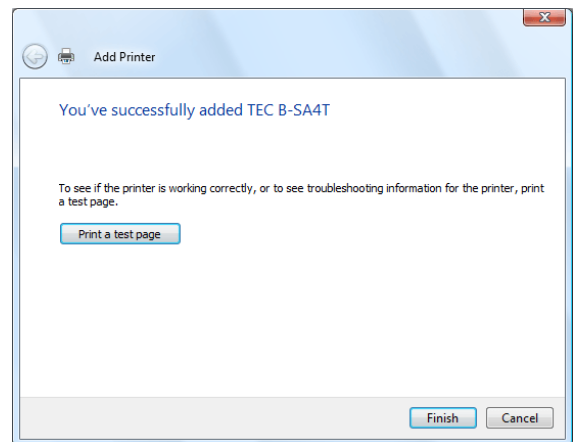 Add Printer
You've successfully added TEC B-SA4T
To see if the printer is working correctly, or to see troubleshooting information for the printer, print
a test page.
Print a test page
Finish
Cancel